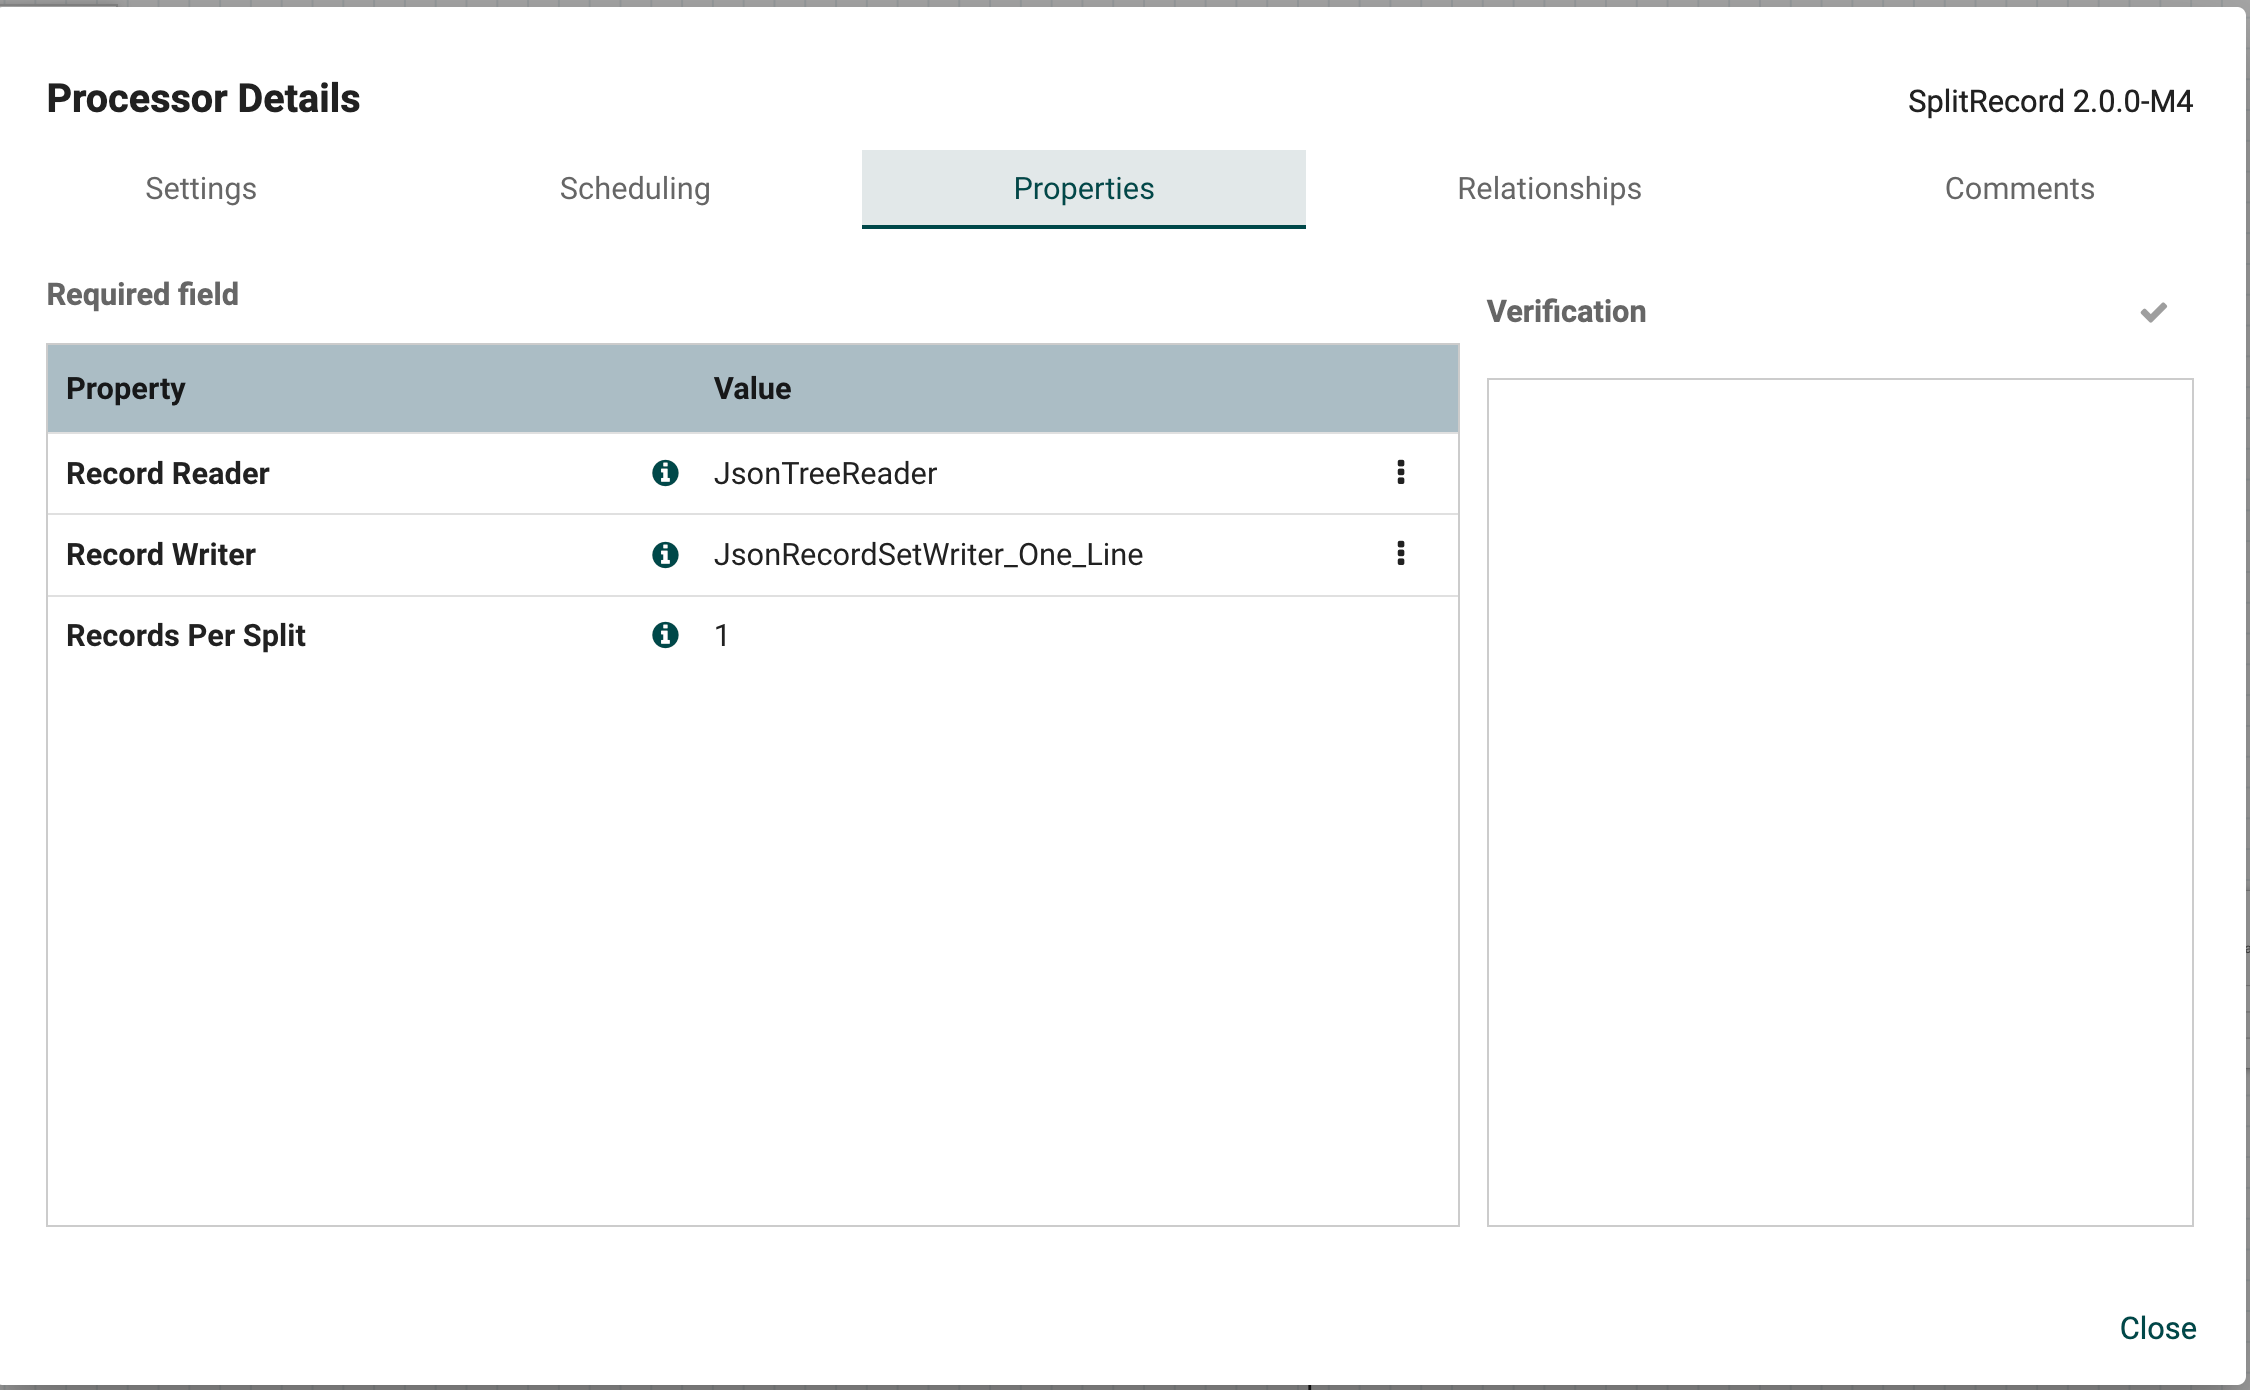 Processor Details
SplitRecord 2.0.0-M4
Settings
Scheduling
Properties
Relationships
Comments
Required field
Verification
Property
Value
Record Reader
JsonTreeReader
Record Writer
JsonRecordSetWriter_One_Line
Records Per Split
1
Close